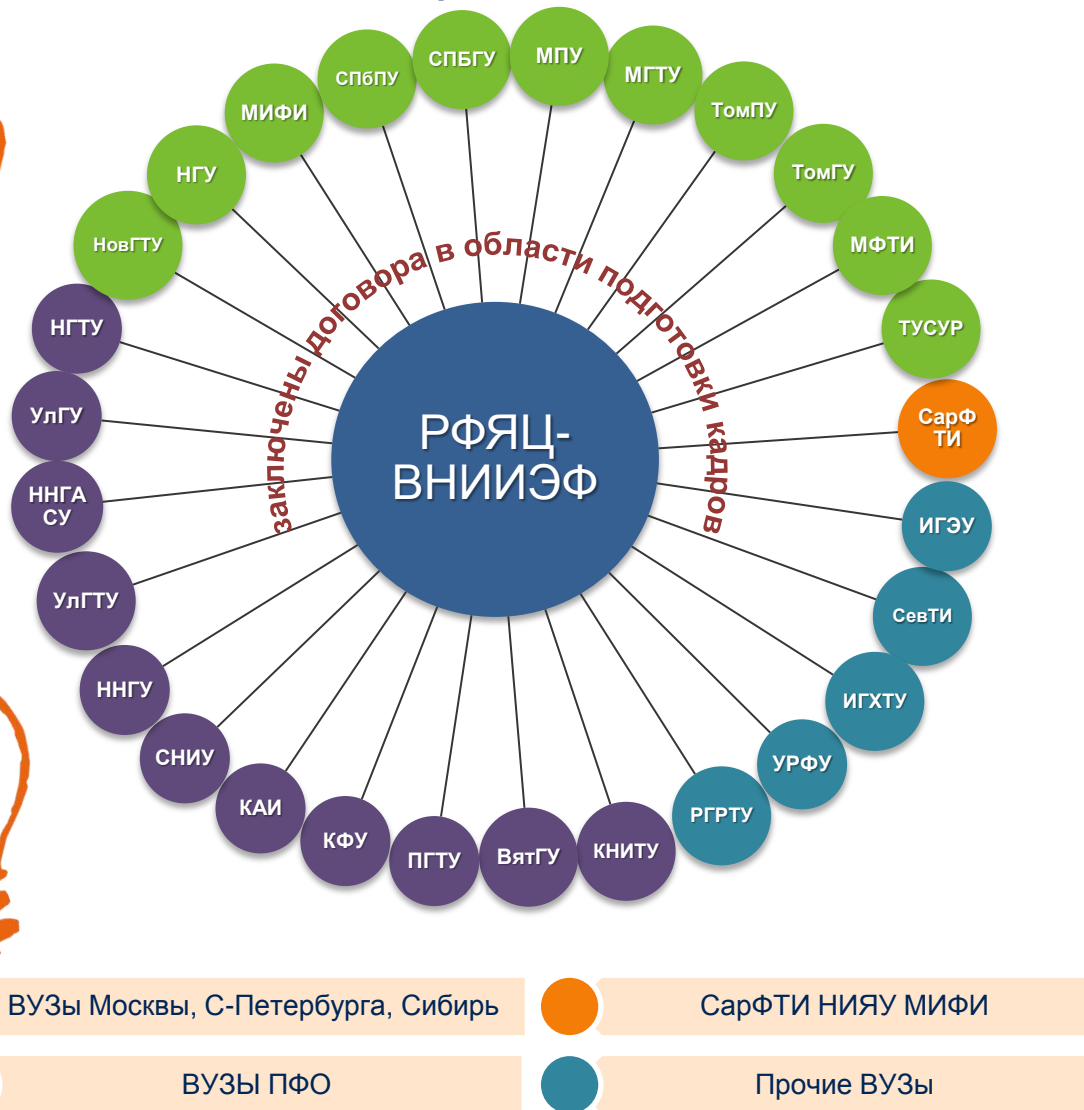 СПБГУ
МПУ
МГТУ
ТомПУ
ТомГУ
МФТИ
ТУСУР
СарФ
ТИ
ИГЭУ
СевТИ
ИГХТУ
УРФУ
РГРТУ
КНИТУ
ВятГУ
ПГТУ
КФУ
КАИ
СНИУ
ННГУ
УлГТУ
ННГА
СУ
УлГУ
НГТУ
НовГТУ
НГУ
МИФИ
СПбПУ
заключены договора в области подготовки кадров
РФЯЦ-
ВНИИЭФ
ВУЗы Москвы, С-Петербурга, Сибирь
СарФТИ НИЯУ МИФИ
ВУЗЫ ПФО
Прочие ВУЗы